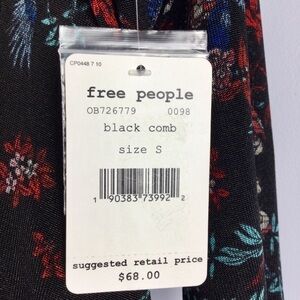 CP0448 7 10
free people
OB726779 0098
black comb
size S
1 90383 73992 2
suggested retail price
$68.00